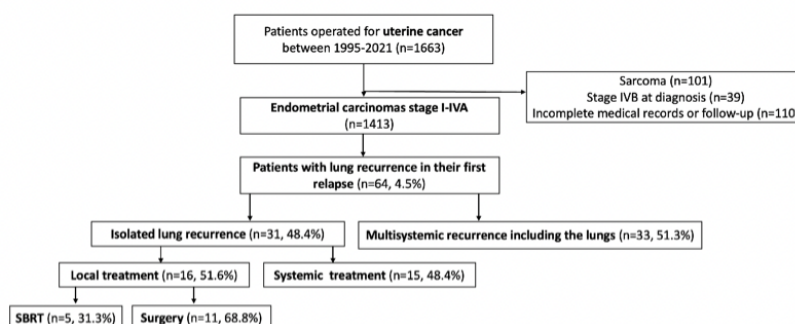 Patients operated for uterine cancer
between 1995-2021 (n=1663)
Sarcoma (n=101)
Stage IVB at diagnosis (n=39)
Incomplete medical records or follow-up (n=110
Endometrial carcinomas stage I-IVA
(n=1413)
Patients with lung recurrence in their first
relapse (n=64, 4.5%)
Isolated lung recurrence (n=31, 48.4%)
Multisystemic recurrence including the lungs (n=33, 51.3%)
Local treatment (n=16, 51.6%)
Systemic treatment (n=15, 48.4%)
SBRT (n=5, 31.3%)
Surgery (n=11, 68.8%)